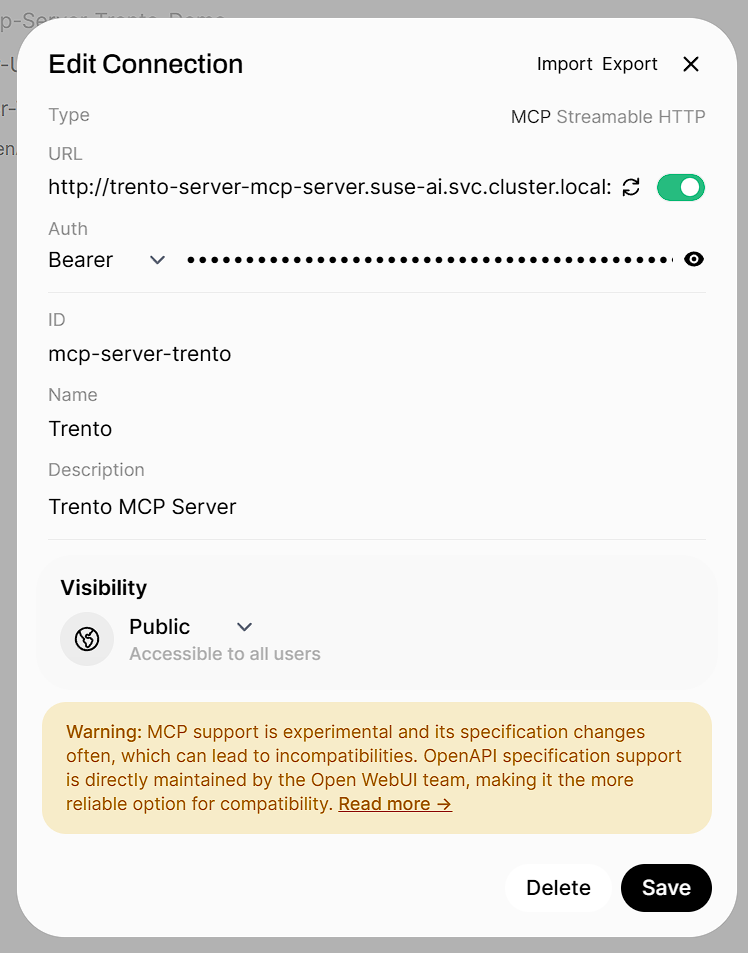 Edit Connection
Import Export
Type
MCP Streamable HTTP
URL
http://trento-server-mcp-server.suse-ai.svc.cluster.local:
Auth
Bearer
ID
mcp-server-trento
Name
Trento
Description
Trento MCP Server
Visibility
Public
Accessible to all users
Warning: MCP support is experimental and its specification changes
often, which can lead to incompatibilities. OpenAPI specification support
is directly maintained by the Open WebUI team, making it the more
reliable option for compatibility. Read more →
Delete
Save